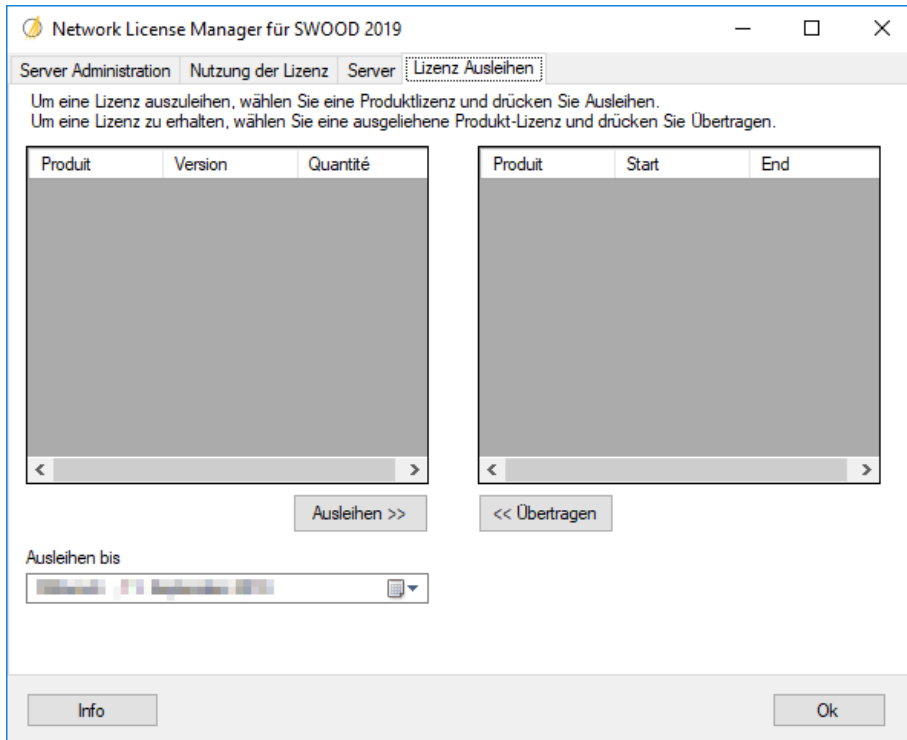 Network License Manager für SWOOD 2019
Server Administration Nutzung der Lizenz Server Lizenz Ausleihen
Um eine Lizenz auszuleihen, wählen Sie eine Produktlizenz und drücken Sie Ausleihen.
Um eine Lizenz zu erhalten, wählen Sie eine ausgeliehene Produkt-Lizenz und drücken Sie Übertragen.
Produit Version Quantité Produit Start End
Ausleihen >> << Übertragen
Ausleihen bis
Info Ok